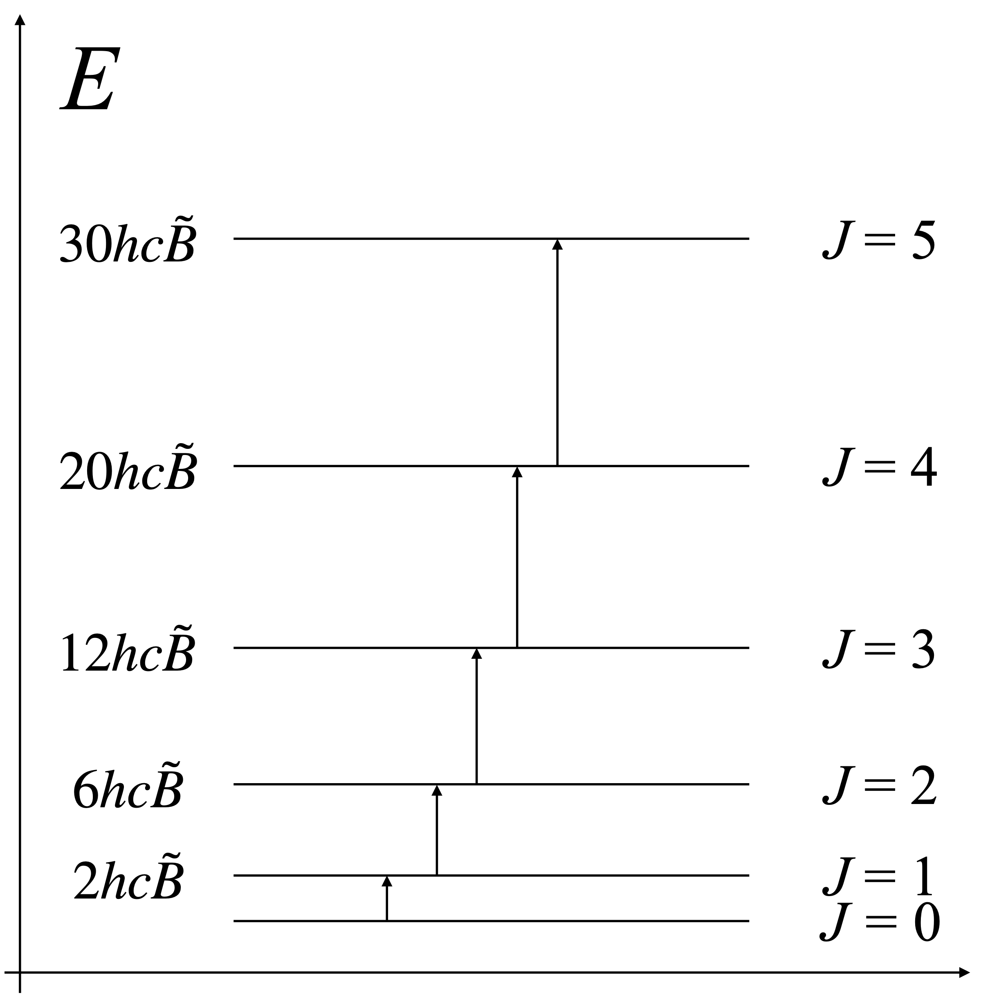 E
30hcB̃ J = 5
20hcB̃ J = 4
12hcB̃ J = 3
6hcB̃ J = 2
2hcB̃ J = 1
J = 0